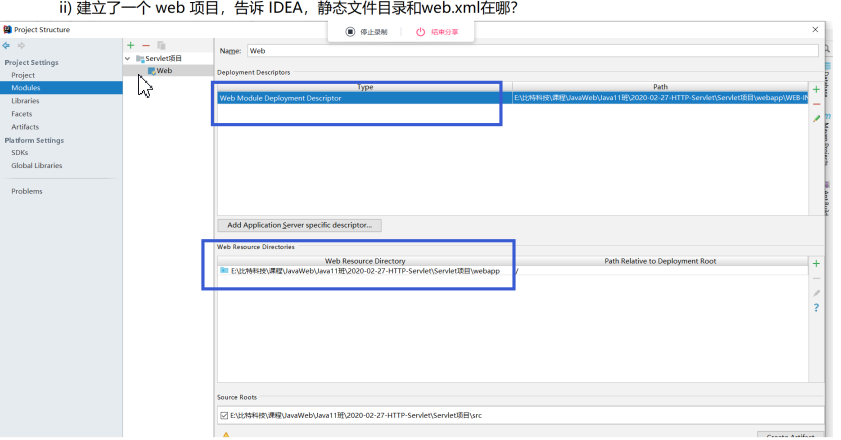 ii) 建立了一个 web 项目，告诉 IDEA，静态文件目录和web.xml在哪？
Project Structure
停止录制
结束分享
Project Settings
Project
Modules
Libraries
Facets
Artifacts
Platform Settings
SDKs
Global Libraries
Problems
Servlet项目
Web
Name: Web
Deployment Descriptors
Type Path
Web Module Deployment Descriptor E:\比特科技\课程\JavaWeb\Java11班\2020-02-27-HTTP-Servlet\Servlet项目\webapp\WEB-IN
Add Application Server specific descriptor...
Web Resource Directories
Web Resource Directory Path Relative to Deployment Root
E:\比特科技\课程\JavaWeb\Java11班\2020-02-27-HTTP-Servlet\Servlet项目\webapp /
Source Roots
E:\比特科技\课程\JavaWeb\Java11班\2020-02-27-HTTP-Servlet\Servlet项目\src
Create Artifact
Database
Maven Projects
Ant Build